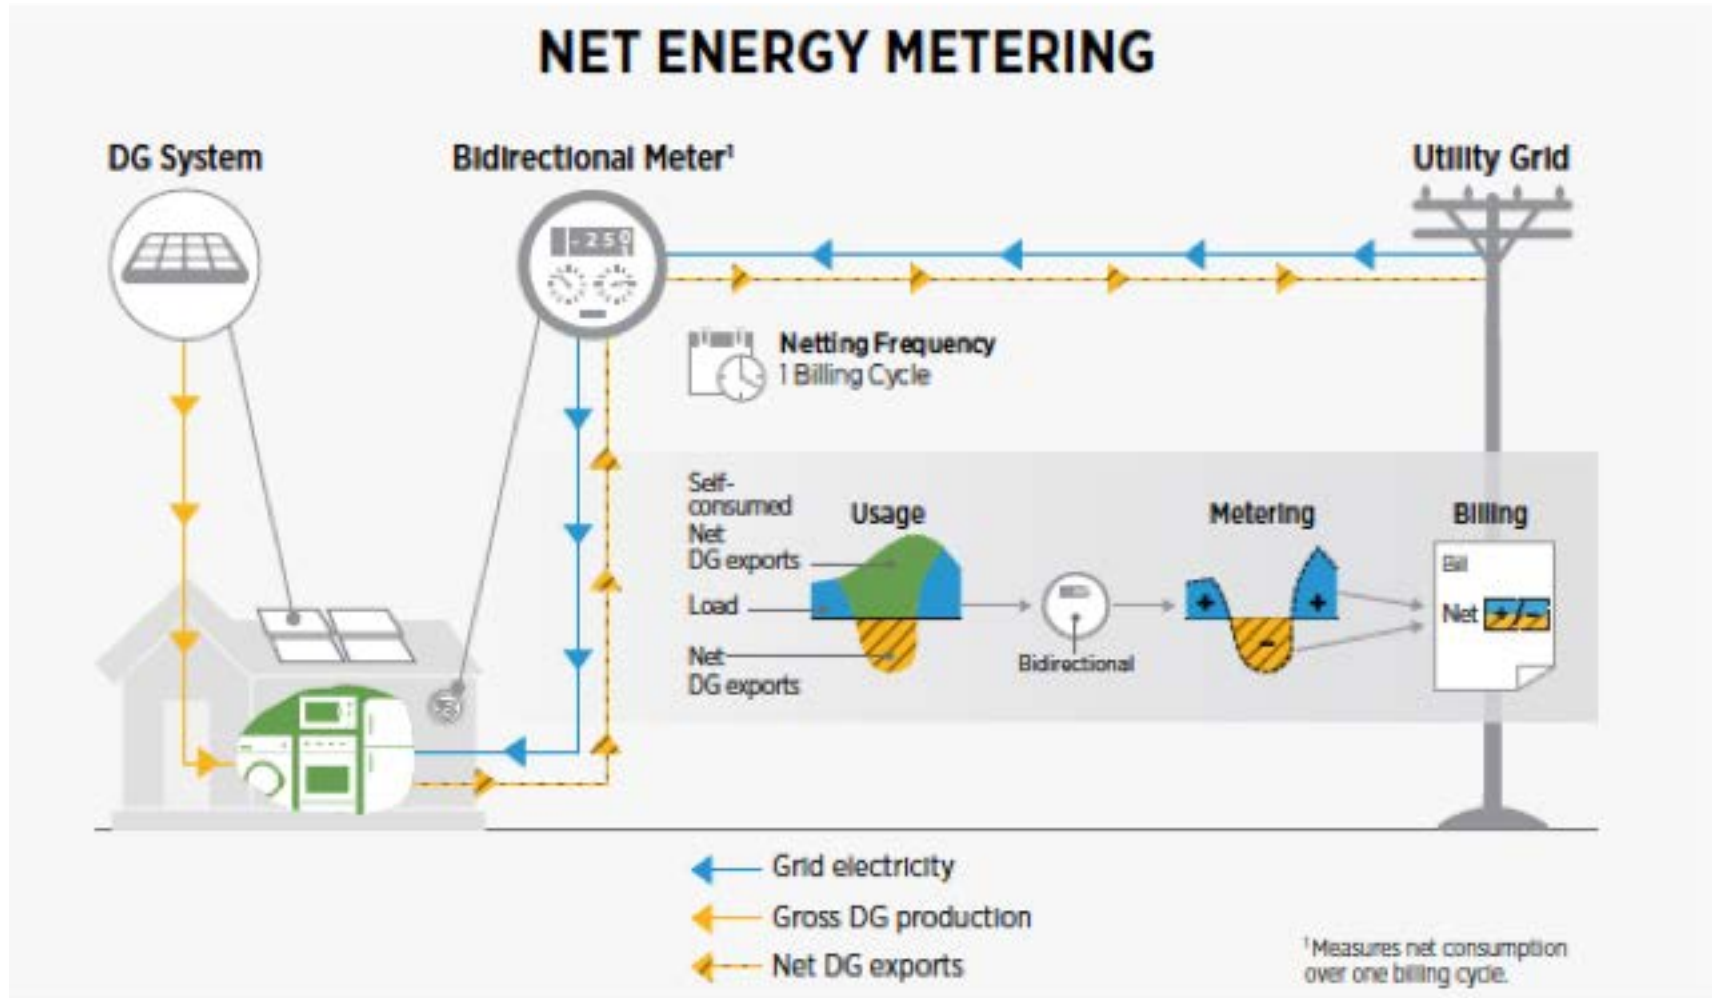 NET ENERGY METERING
DG System
Bidirectional Meter¹
Utility Grid
-250
Netting Frequency
1 Billing Cycle
Self-
consumed
Net
DG exports
Load
Net
DG exports
Usage
Bidirectional
Metering
+
-
+
Billing
Bill
Net +/-
Grid electricity
Gross DG production
Net DG exports
¹Measures net consumption
over one billing cycle.